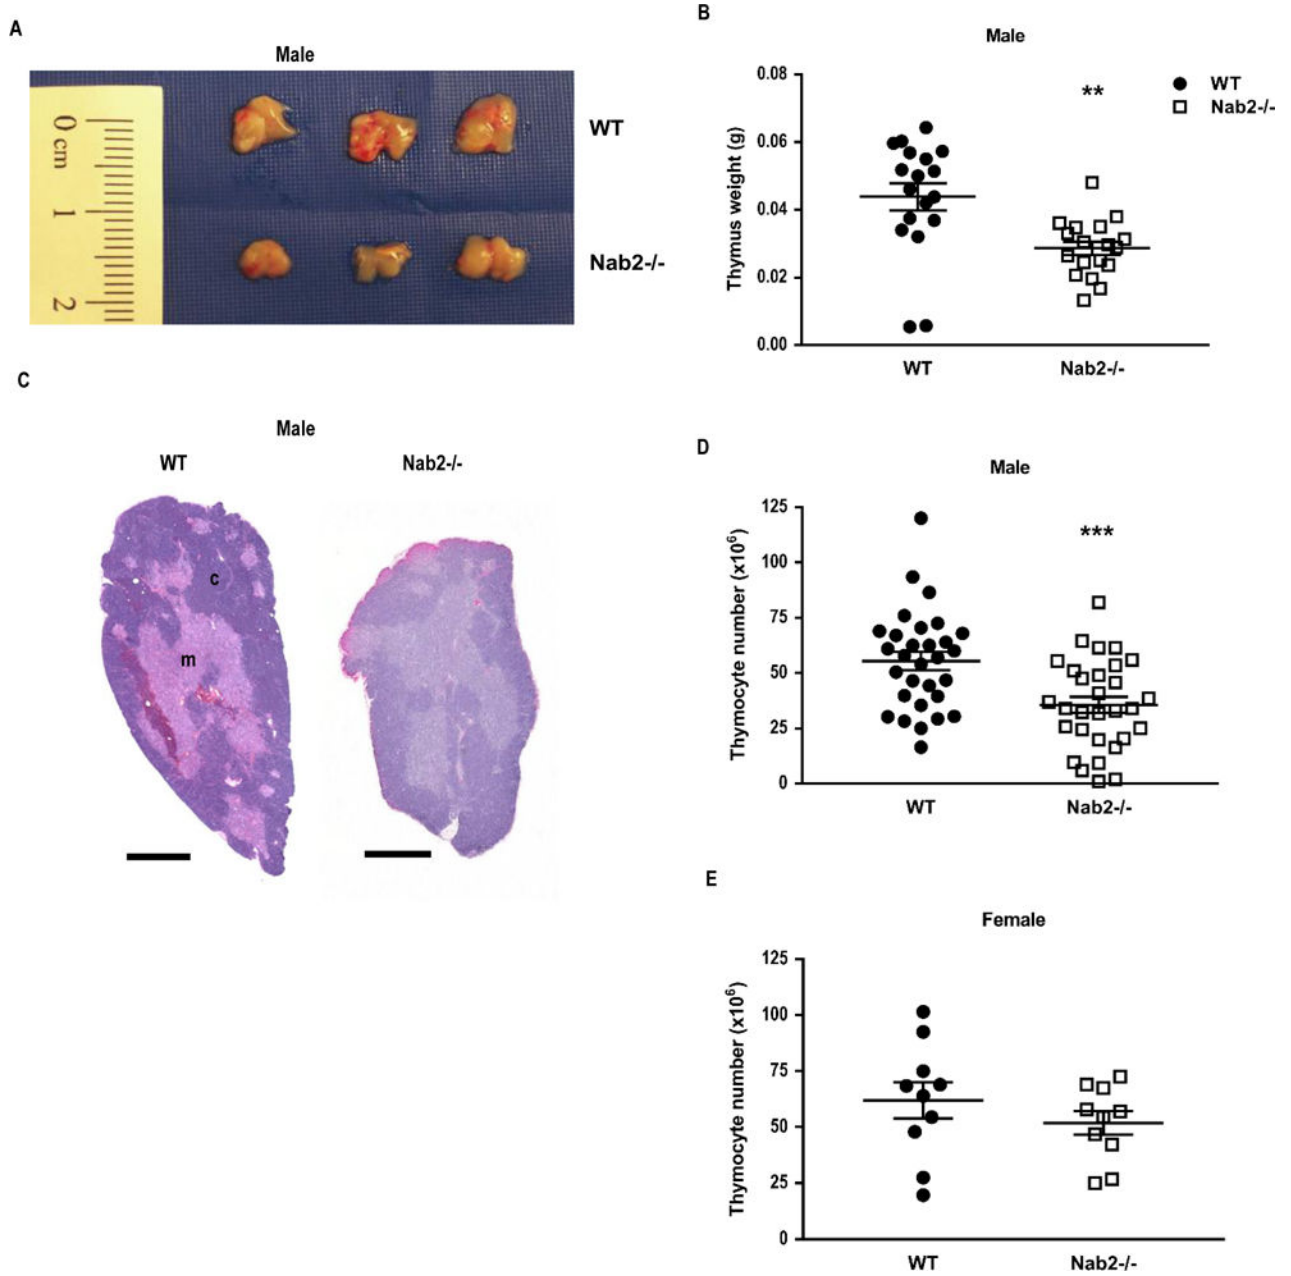 A
Male
0 cm
1
2
WT
Nab2-/-
B
Male
**
WT
Nab2-/-
Thymus weight (g)
0.08
0.06
0.04
0.02
0.00
WT
Nab2-/-
C
Male
WT
Nab2-/-
c
m
D
Male
***
Thymocyte number (x10⁶)
125
100
75
50
25
0
WT
Nab2-/-
E
Female
Thymocyte number (x10⁶)
125
100
75
50
25
0
WT
Nab2-/-